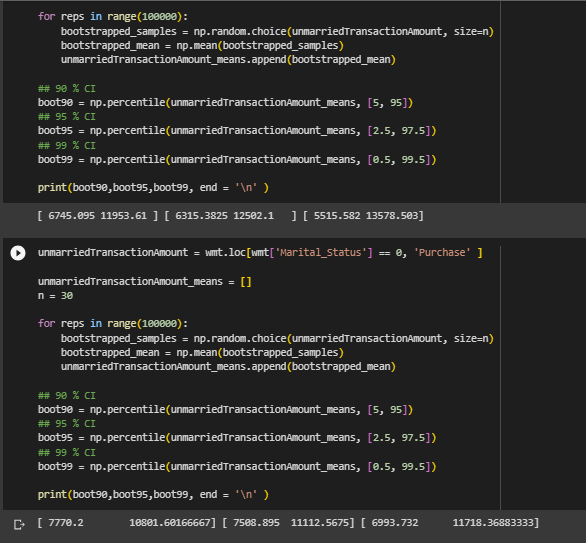 for reps in range(100000):
bootstrapped_samples = np.random.choice(unmarriedTransactionAmount, size=n)
bootstrapped_mean = np.mean(bootstrapped_samples)
unmarriedTransactionAmount_means.append(bootstrapped_mean)
## 90 % CI
boot90 = np.percentile(unmarriedTransactionAmount_means, [5, 95])
## 95 % CI
boot95 = np.percentile(unmarriedTransactionAmount_means, [2.5, 97.5])
## 99 % CI
boot99 = np.percentile(unmarriedTransactionAmount_means, [0.5, 99.5])
print(boot90,boot95,boot99, end = '\n' )
[ 6745.095 11953.61 ] [ 6315.3825 12502.1   ] [ 5515.582 13578.503]
unmarriedTransactionAmount = wmt.loc[wmt['Marital_Status'] == 0, 'Purchase' ]
unmarriedTransactionAmount_means = []
n = 30
for reps in range(100000):
bootstrapped_samples = np.random.choice(unmarriedTransactionAmount, size=n)
bootstrapped_mean = np.mean(bootstrapped_samples)
unmarriedTransactionAmount_means.append(bootstrapped_mean)
## 90 % CI
boot90 = np.percentile(unmarriedTransactionAmount_means, [5, 95])
## 95 % CI
boot95 = np.percentile(unmarriedTransactionAmount_means, [2.5, 97.5])
## 99 % CI
boot99 = np.percentile(unmarriedTransactionAmount_means, [0.5, 99.5])
print(boot90,boot95,boot99, end = '\n' )
[ 7770.2       10801.60166667] [ 7508.895  11112.5675] [ 6993.732      11718.36883333]